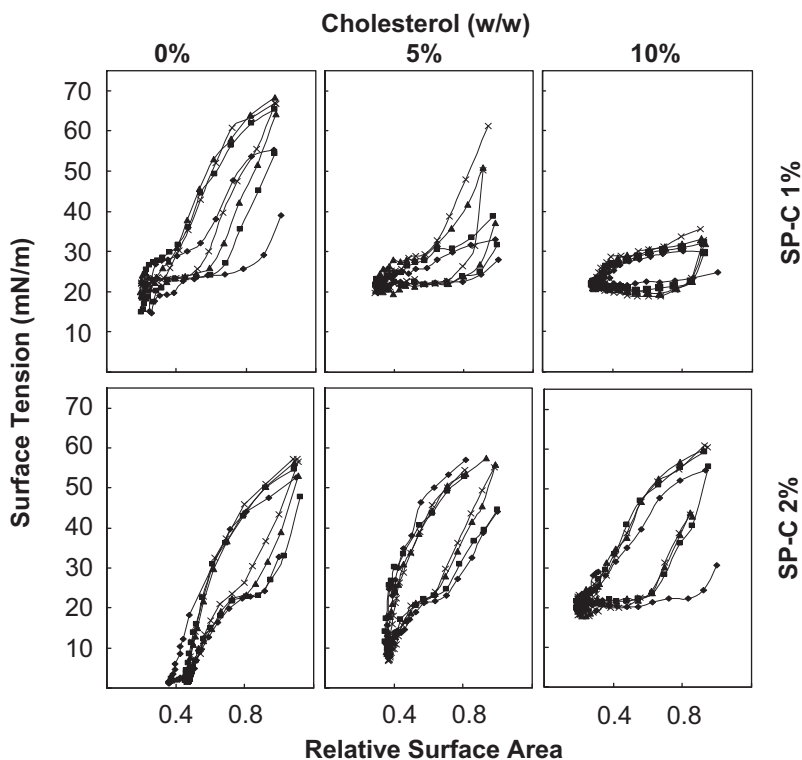 Cholesterol (w/w)
0% 5% 10%
70
60
50
40
30
20
10
SP-C 1%
Surface Tension (mN/m)
70
60
50
40
30
20
10
SP-C 2%
0.4 0.8 0.4 0.8 0.4 0.8
Relative Surface Area